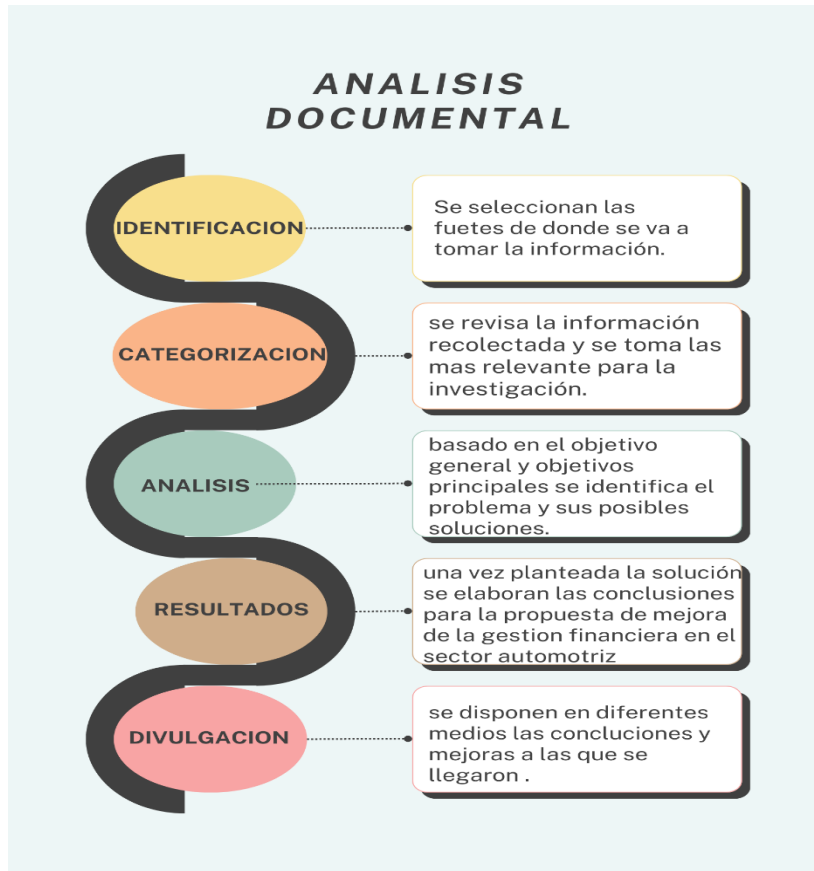 ANALISIS
DOCUMENTAL
IDENTIFICACION
Se seleccionan las
fuetes de donde se va a
tomar la información.
CATEGORIZACION
se revisa la información
recolectada y se toma las
mas relevante para la
investigación.
ANALISIS
basado en el objetivo
general y objetivos
principales se identifica el
problema y sus posibles
soluciones.
RESULTADOS
una vez planteada la solución
se elaboran las conclusiones
para la propuesta de mejora
de la gestion financiera en el
sector automotriz
DIVULGACION
se disponen en diferentes
medios las concluciones y
mejoras a las que se
llegaron .